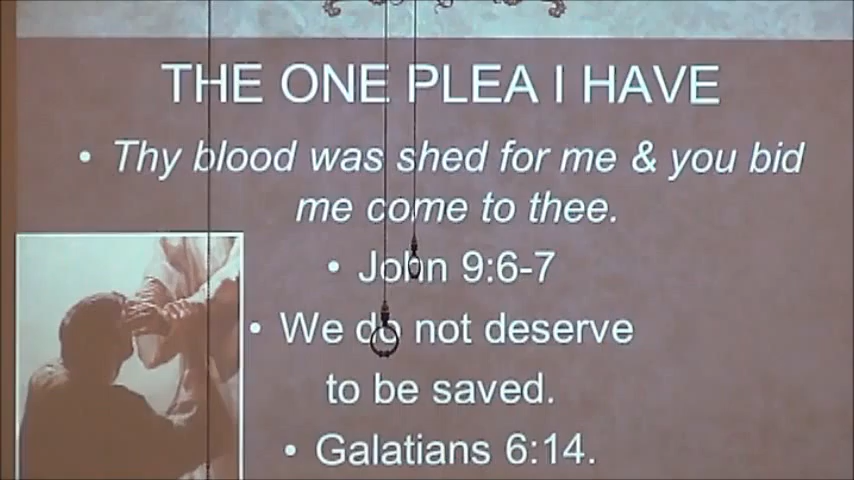 THE ONE PLEA I HAVE
• Thy blood was shed for me & you bid
me come to thee.
• John 9:6-7
• We do not deserve
to be saved.
• Galatians 6:14.